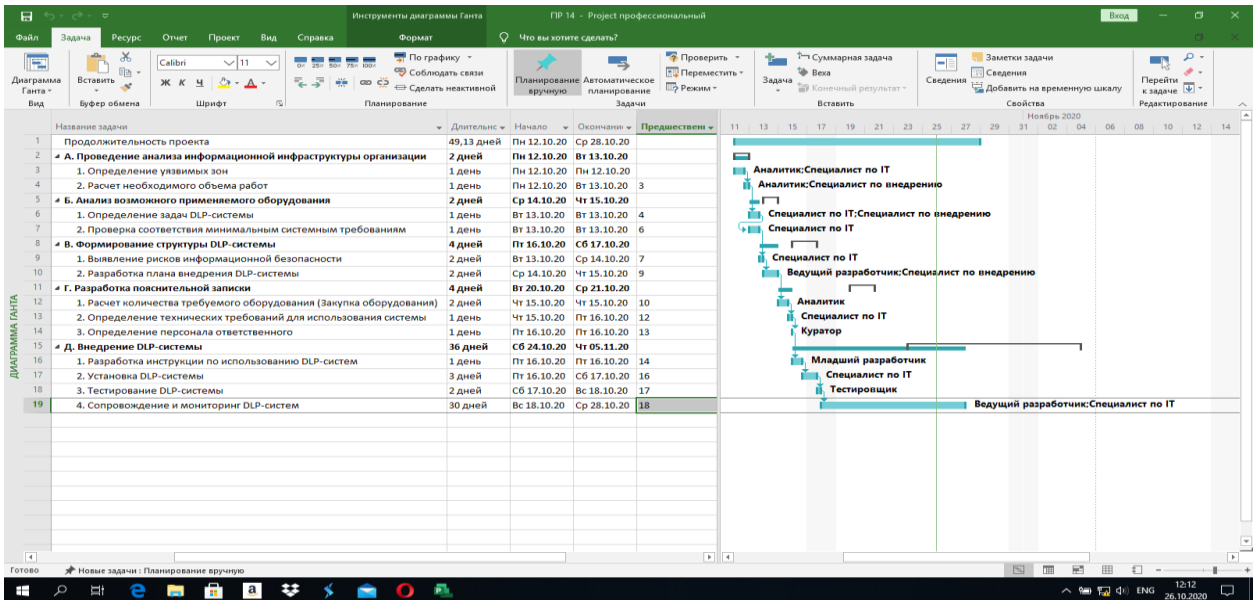 Инструменты диаграммы Ганта ПР 14 - Project профессиональный Вход
Файл Задача Ресурс Отчет Проект Вид Справка Формат Что вы хотите сделать?
Диаграмма Ганта Вставить Calibri 11 Ж К Ч 0% 25% 50% 75% 100%
По графику
Соблюдать связи
Сделать неактивной
Планирование вручную Автоматическое планирование
Проверить
Переместить
Режим
Задача
Суммарная задача
Веха
Конечный результат
Сведения
Заметки задачи
Сведения
Добавить на временную шкалу
Перейти к задаче
Вид Буфер обмена Шрифт Планирование Задачи Вставить Свойства Редактирование
Название задачи Длительнс Начало Окончани Предшествені
Ноябрь 2020
11 13 15 17 19 21 23 25 27 29 31 02 04 06 08 10 12 14
1 Продолжительность проекта 49,13 дней Пн 12.10.20 Ср 28.10.20
2 А. Проведение анализа информационной инфраструктуры организации 2 дней Пн 12.10.20 Вт 13.10.20
3 1. Определение уязвимых зон 1 день Пн 12.10.20 Пн 12.10.20 Аналитик;Специалист по IT
4 2. Расчет необходимого объема работ 1 день Пн 12.10.20 Вт 13.10.20 3 Аналитик;Специалист по внедрению
5 Б. Анализ возможного применяемого оборудования 2 дней Ср 14.10.20 Чт 15.10.20
6 1. Определение задач DLP-системы 1 день Вт 13.10.20 Вт 13.10.20 4 Специалист по IT;Специалист по внедрению
7 2. Проверка соответствия минимальным системным требованиям 1 день Вт 13.10.20 Вт 13.10.20 6 Специалист по IT
8 В. Формирование структуры DLP-системы 4 дней Пт 16.10.20 Сб 17.10.20
9 1. Выявление рисков информационной безопасности 2 дней Вт 13.10.20 Ср 14.10.20 7 Специалист по IT
10 2. Разработка плана внедрения DLP-системы 2 дней Ср 14.10.20 Чт 15.10.20 9 Ведущий разработчик;Специалист по внедрению
11 Г. Разработка пояснительной записки 4 дней Вт 20.10.20 Ср 21.10.20
12 1. Расчет количества требуемого оборудования (Закупка оборудования) 2 дней Чт 15.10.20 Чт 15.10.20 10 Аналитик
13 2. Определение технических требований для использования системы 1 день Чт 15.10.20 Пт 16.10.20 12 Специалист по IT
14 3. Определение персонала ответственного 1 день Пт 16.10.20 Пт 16.10.20 13 Куратор
15 Д. Внедрение DLP-системы 36 дней Сб 24.10.20 Чт 05.11.20
16 1. Разработка инструкции по использованию DLP-систем 1 день Пт 16.10.20 Пт 16.10.20 14 Младший разработчик
17 2. Установка DLP-системы 3 дней Пт 16.10.20 Сб 17.10.20 16 Специалист по IT
18 3. Тестирование DLP-системы 2 дней Сб 17.10.20 Вс 18.10.20 17 Тестировщик
19 4. Сопровождение и мониторинг DLP-систем 30 дней Вс 18.10.20 Ср 28.10.20 18 Ведущий разработчик;Специалист по IT
ДИАГРАММА ГАНТА
Готово Новые задачи : Планирование вручную
ENG 12:12
26.10.2020